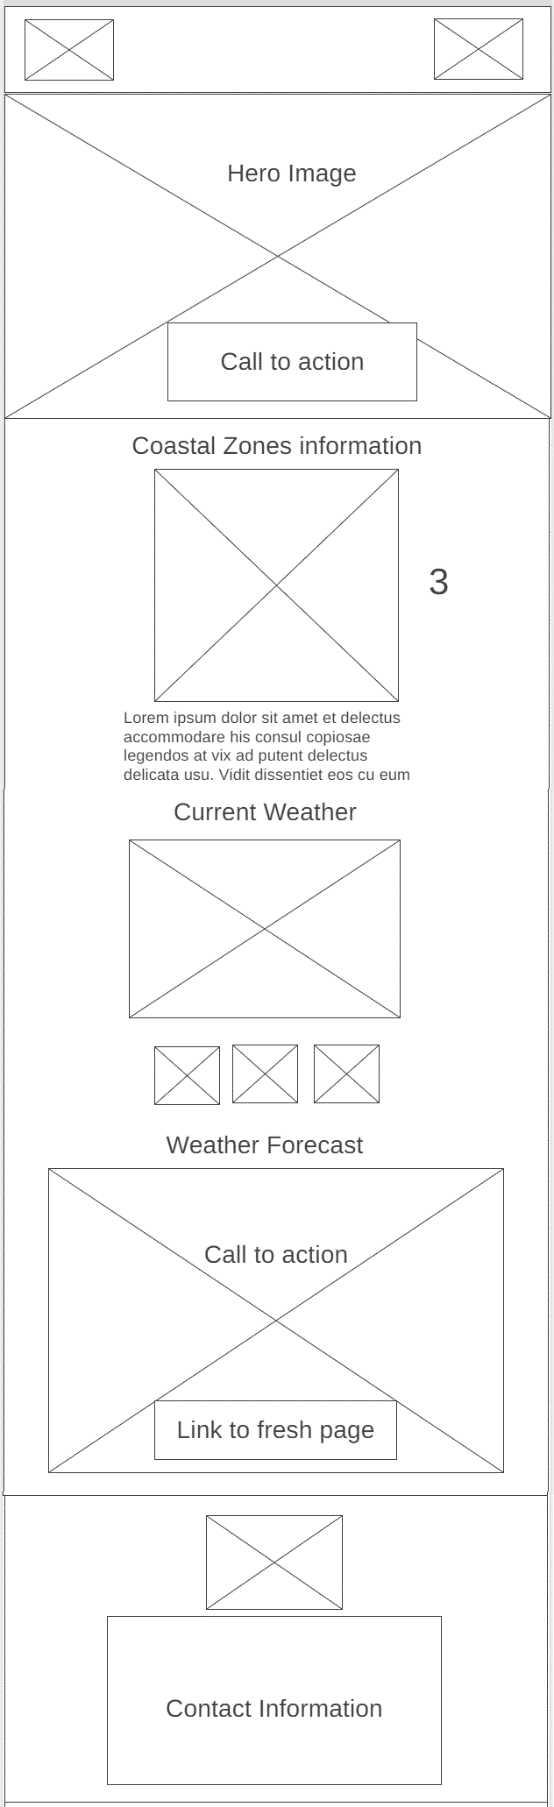 Hero Image
Call to action
Coastal Zones information
3
Lorem ipsum dolor sit amet et delectus
accommodare his consul copiosae
legendos at vix ad putent delectus
delicata usu. Vidit dissentiet eos cu eum
Current Weather
Weather Forecast
Call to action
Link to fresh page
Contact Information